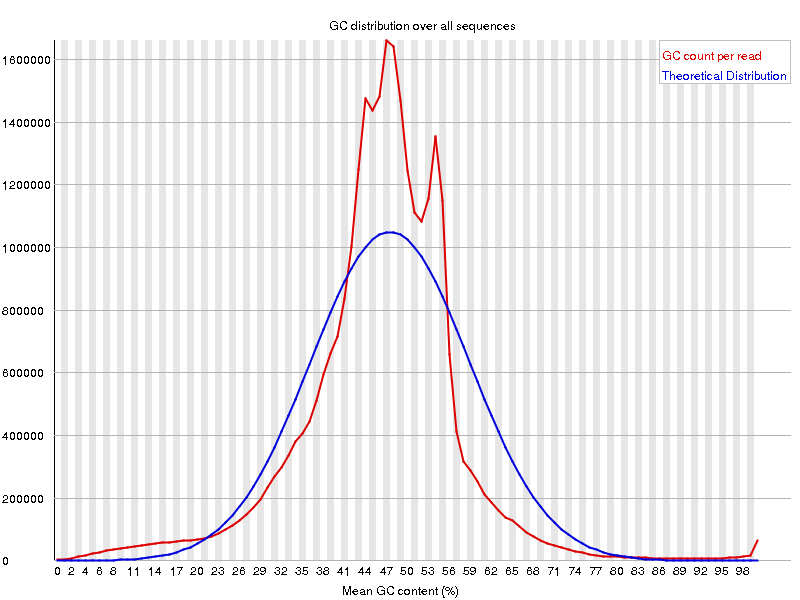 GC distribution over all sequences
GC count per read
Theoretical Distribution
1600000
1400000
1200000
1000000
800000
600000
400000
200000
0
0 2 4 6 8 11 14 17 20 23 26 29 32 35 38 41 44 47 50 53 56 59 62 65 68 71 74 77 80 83 86 89 92 95 98
Mean GC content (%)